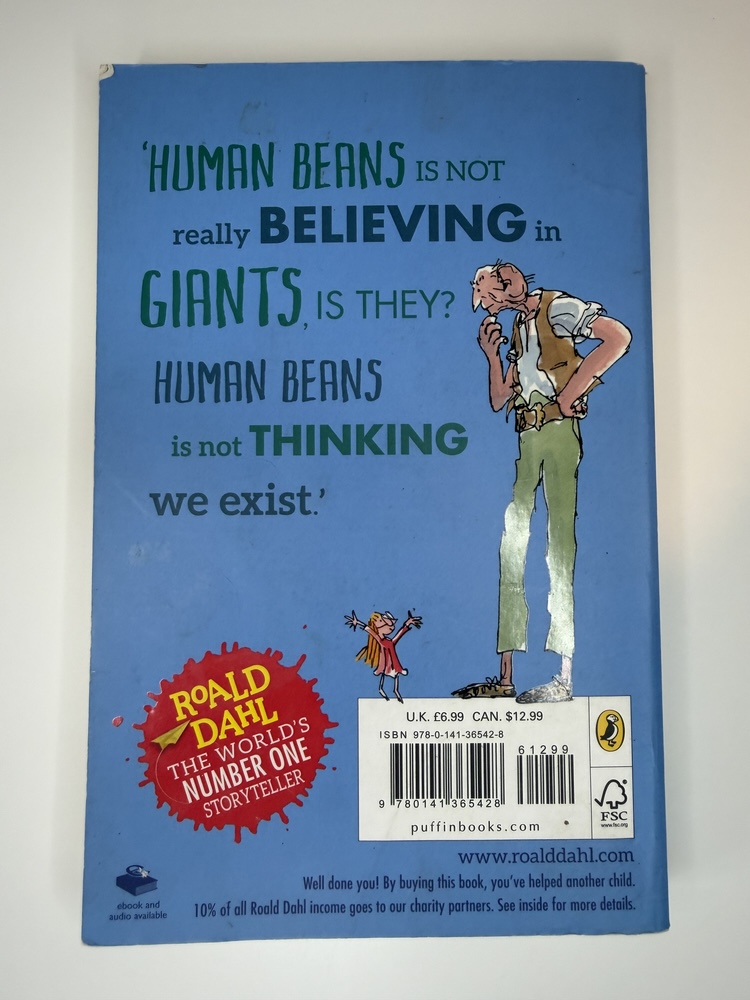 ‘HUMAN BEANS IS NOT
really BELIEVING in
GIANTS, IS THEY?
HUMAN BEANS
is not THINKING
we exist.’
ROALD
DAHL
THE WORLD'S
NUMBER ONE
STORYTELLER
U.K. £6.99 CAN. $12.99
ISBN 978-0-141-36542-8
61299
9 780141 365428
puffinbooks.com
FSC
www.fsc.org
www.roalddahl.com
ebook and
audio available
Well done you! By buying this book, you've helped another child.
10% of all Roald Dahl income goes to our charity partners. See inside for more details.